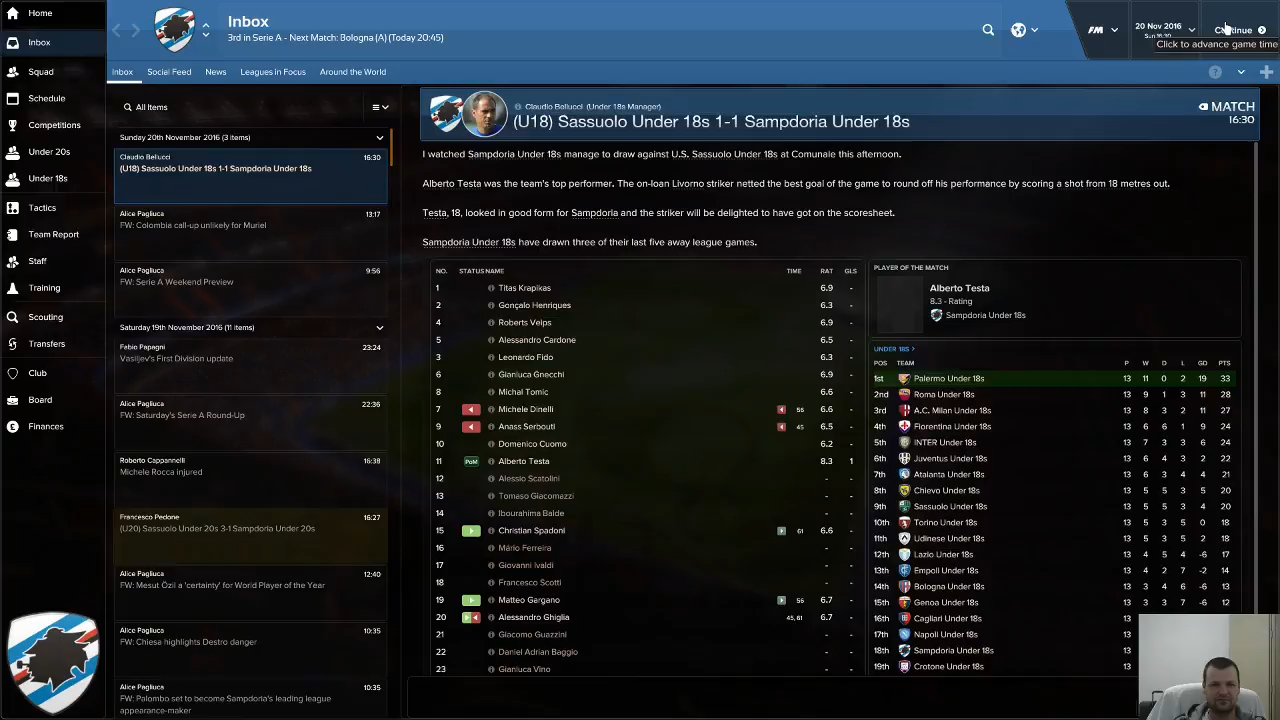 Home
Inbox
Squad
Schedule
Competitions
Under 20s
Under 18s
Tactics
Team Report
Staff
Training
Scouting
Transfers
Club
Board
Finances
Inbox
3rd in Serie A - Next Match: Bologna (A) (Today 20:45)
FM
20 Nov 2016
Continue
Click to advance game time
Inbox Social Feed News Leagues in Focus Around the World
All Items
Sunday 20th November 2016 (3 items)
Claudio Bellucci 16:30
(U18) Sassuolo Under 18s 1-1 Sampdoria Under 18s
Alice Pagliuca 13:17
FW: Colombia call-up unlikely for Muriel
Alice Pagliuca 9:56
FW: Serie A Weekend Preview
Saturday 19th November 2016 (11 items)
Fabio Papagni 23:24
Vasiljev's First Division update
Alice Pagliuca 22:36
FW: Saturday's Serie A Round-Up
Roberto Cappannelli 16:38
Michele Rocca injured
Francesco Pedone 16:27
(U20) Sassuolo Under 20s 3-1 Sampdoria Under 20s
Alice Pagliuca 12:40
FW: Mesut Özil a 'certainty' for World Player of the Year
Alice Pagliuca 10:35
FW: Chiesa highlights Destro danger
Alice Pagliuca 10:35
FW: Palombo set to become Sampdoria's leading league
appearance-maker
Claudio Bellucci (Under 18s Manager)
(U18) Sassuolo Under 18s 1-1 Sampdoria Under 18s
MATCH
16:30
I watched Sampdoria Under 18s manage to draw against U.S. Sassuolo Under 18s at Comunale this afternoon.
Alberto Testa was the team's top performer. The on-loan Livorno striker netted the best goal of the game to round off his performance by scoring a shot from 18 metres out.
Testa, 18, looked in good form for Sampdoria and the striker will be delighted to have got on the scoresheet.
Sampdoria Under 18s have drawn three of their last five away league games.
NO. STATUS NAME TIME RAT GLS
1 Titas Krapikas 6.9 -
2 Gonçalo Henriques 6.3 -
4 Roberts Veips 6.9 -
5 Alessandro Cardone 6.5 -
3 Leonardo Fido 6.3 -
6 Gianluca Gnecchi 6.9 -
8 Michal Tomic 6.6 -
7 Michele Dinelli 56 6.6 -
9 Anass Serbouti 45 6.5 -
10 Domenico Cuomo 6.2 -
11 PoM Alberto Testa 8.3 1
12 Alessio Scatolini - -
13 Tomaso Giacomazzi - -
14 Ibourahima Balde - -
15 Christian Spadoni 61 6.6 -
16 Mário Ferreira - -
17 Giovanni Ivaldi - -
18 Francesco Scotti - -
19 Matteo Gargano 56 6.7 -
20 Alessandro Ghiglia 45, 61 6.7 -
21 Giacomo Guazzini - -
22 Daniel Adrian Baggio - -
23 Gianluca Vino - -
PLAYER OF THE MATCH
Alberto Testa
8.3 - Rating
Sampdoria Under 18s
UNDER 18S >
POS TEAM P W D L GD PTS
1st Palermo Under 18s 13 11 0 2 19 33
2nd Roma Under 18s 13 9 1 3 11 28
3rd A.C. Milan Under 18s 13 8 3 2 11 27
4th Fiorentina Under 18s 13 6 6 1 9 24
5th INTER Under 18s 13 7 3 3 6 24
6th Juventus Under 18s 13 6 4 3 2 22
7th Atalanta Under 18s 13 6 3 4 4 21
8th Chievo Under 18s 13 5 5 3 5 20
9th Sassuolo Under 18s 13 5 5 3 4 20
10th Torino Under 18s 13 5 3 5 0 18
11th Udinese Under 18s 13 5 3 5 2 18
12th Lazio Under 18s 13 4 5 4 -6 17
13th Empoli Under 18s 13 4 2 7 -2 14
14th Bologna Under 18s 13 3 4 6 -6 13
15th Genoa Under 18s 13 3 3 7 -6 12
16th Cagliari Under 18s 13
17th Napoli Under 18s 13
18th Sampdoria Under 18s 13
19th Crotone Under 18s 13